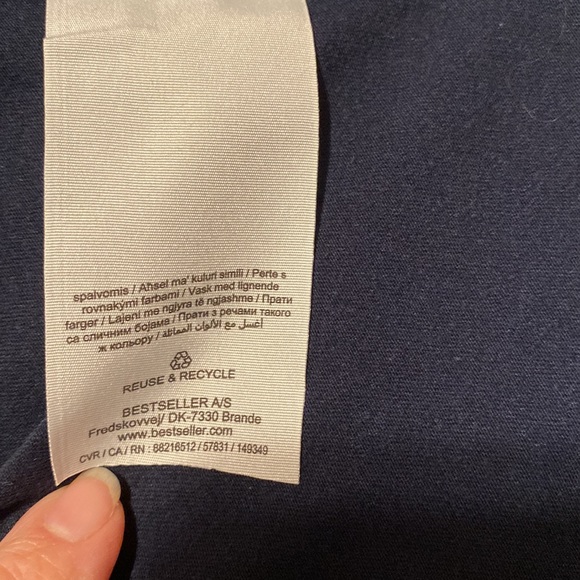 spalvomis / Aħsel ma' kuluri simili / Perte s
rovnakými farbami / Vask med lignende
farger / Lajeni me ngjyra të ngjashme / Прати
са сличним бојама / Прати з речами такого
ж кольору / اغسل مع الألوان المماثلة
REUSE & RECYCLE
BESTSELLER A/S
Fredskovvej/ DK-7330 Brande
www.bestseller.com
CVR / CA / RN : 88216512 / 57831 / 149349